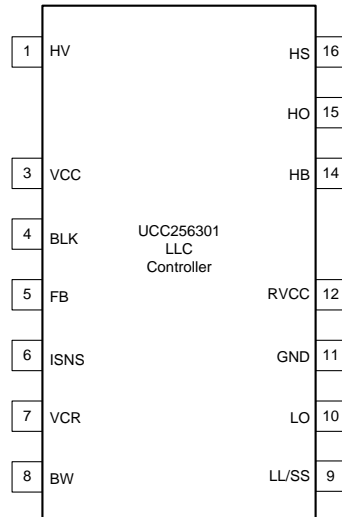 1 HV
HS 16
HO 15
3 VCC
HB 14
4 BLK
UCC256301
LLC
Controller
5 FB
RVCC 12
6 ISNS
GND 11
7 VCR
LO 10
8 BW
LL/SS 9